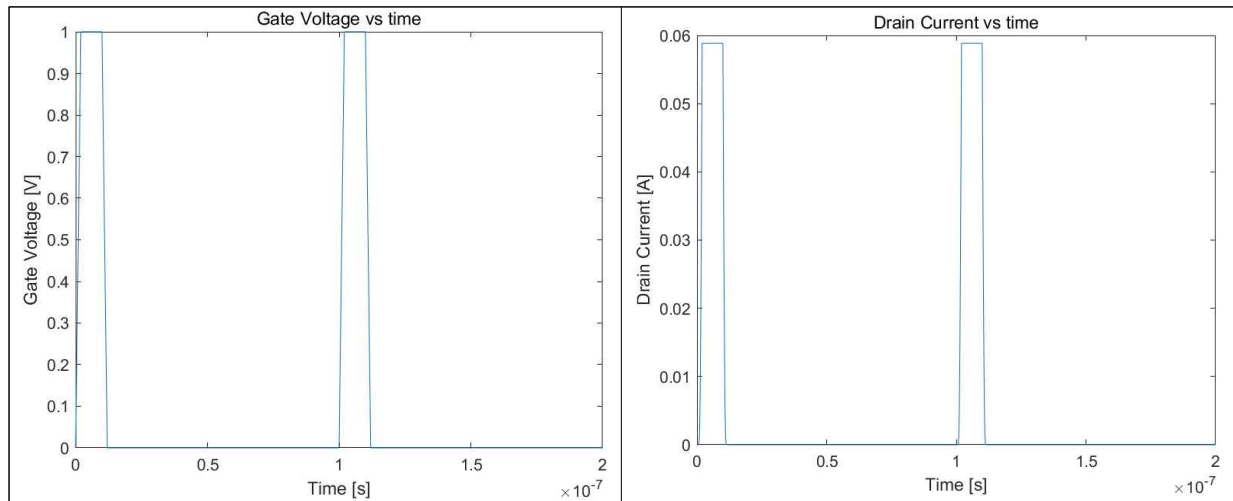 Gate Voltage vs time
1
0.9
0.8
0.7
0.6
0.5
0.4
0.3
0.2
0.1
0
Gate Voltage [V]
0 0.5 1 1.5 2
Time [s]
×10⁻⁷
Drain Current vs time
0.06
0.05
0.04
0.03
0.02
0.01
0
Drain Current [A]
0 0.5 1 1.5 2
Time [s]
×10⁻⁷